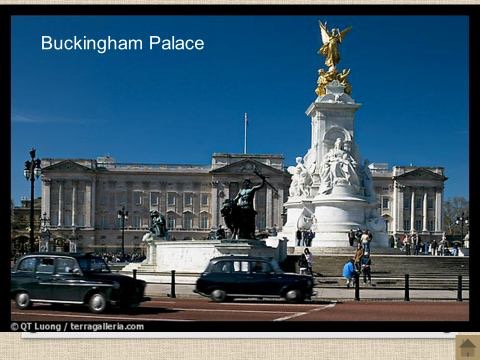 Buckingham Palace
© QT Luong / terragalleria.com